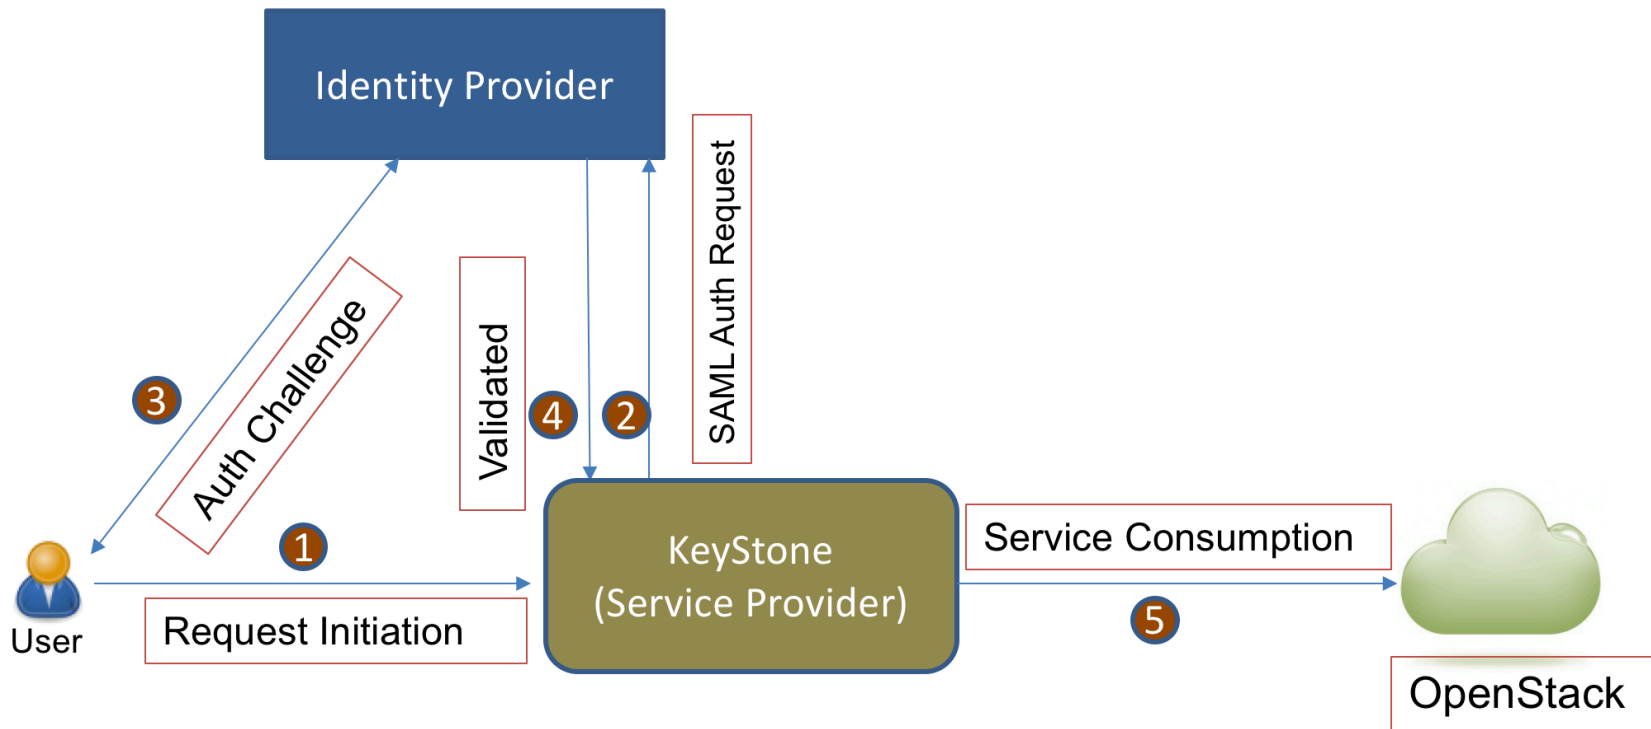 Identity Provider
SAML Auth Request
Validated
Auth Challenge
3
4
2
1
KeyStone
(Service Provider)
Service Consumption
5
User
Request Initiation
OpenStack